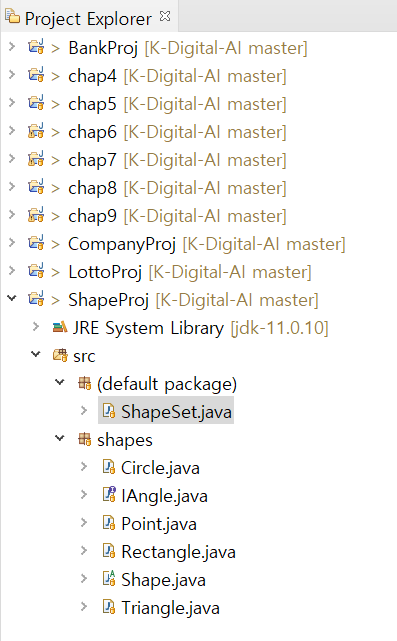 Project Explorer
> BankProj [K-Digital-AI master]
> chap4 [K-Digital-AI master]
> chap5 [K-Digital-AI master]
> chap6 [K-Digital-AI master]
> chap7 [K-Digital-AI master]
> chap8 [K-Digital-AI master]
> chap9 [K-Digital-AI master]
> CompanyProj [K-Digital-AI master]
> LottoProj [K-Digital-AI master]
> ShapeProj [K-Digital-AI master]
JRE System Library [jdk-11.0.10]
src
(default package)
ShapeSet.java
shapes
Circle.java
IAngle.java
Point.java
Rectangle.java
Shape.java
Triangle.java